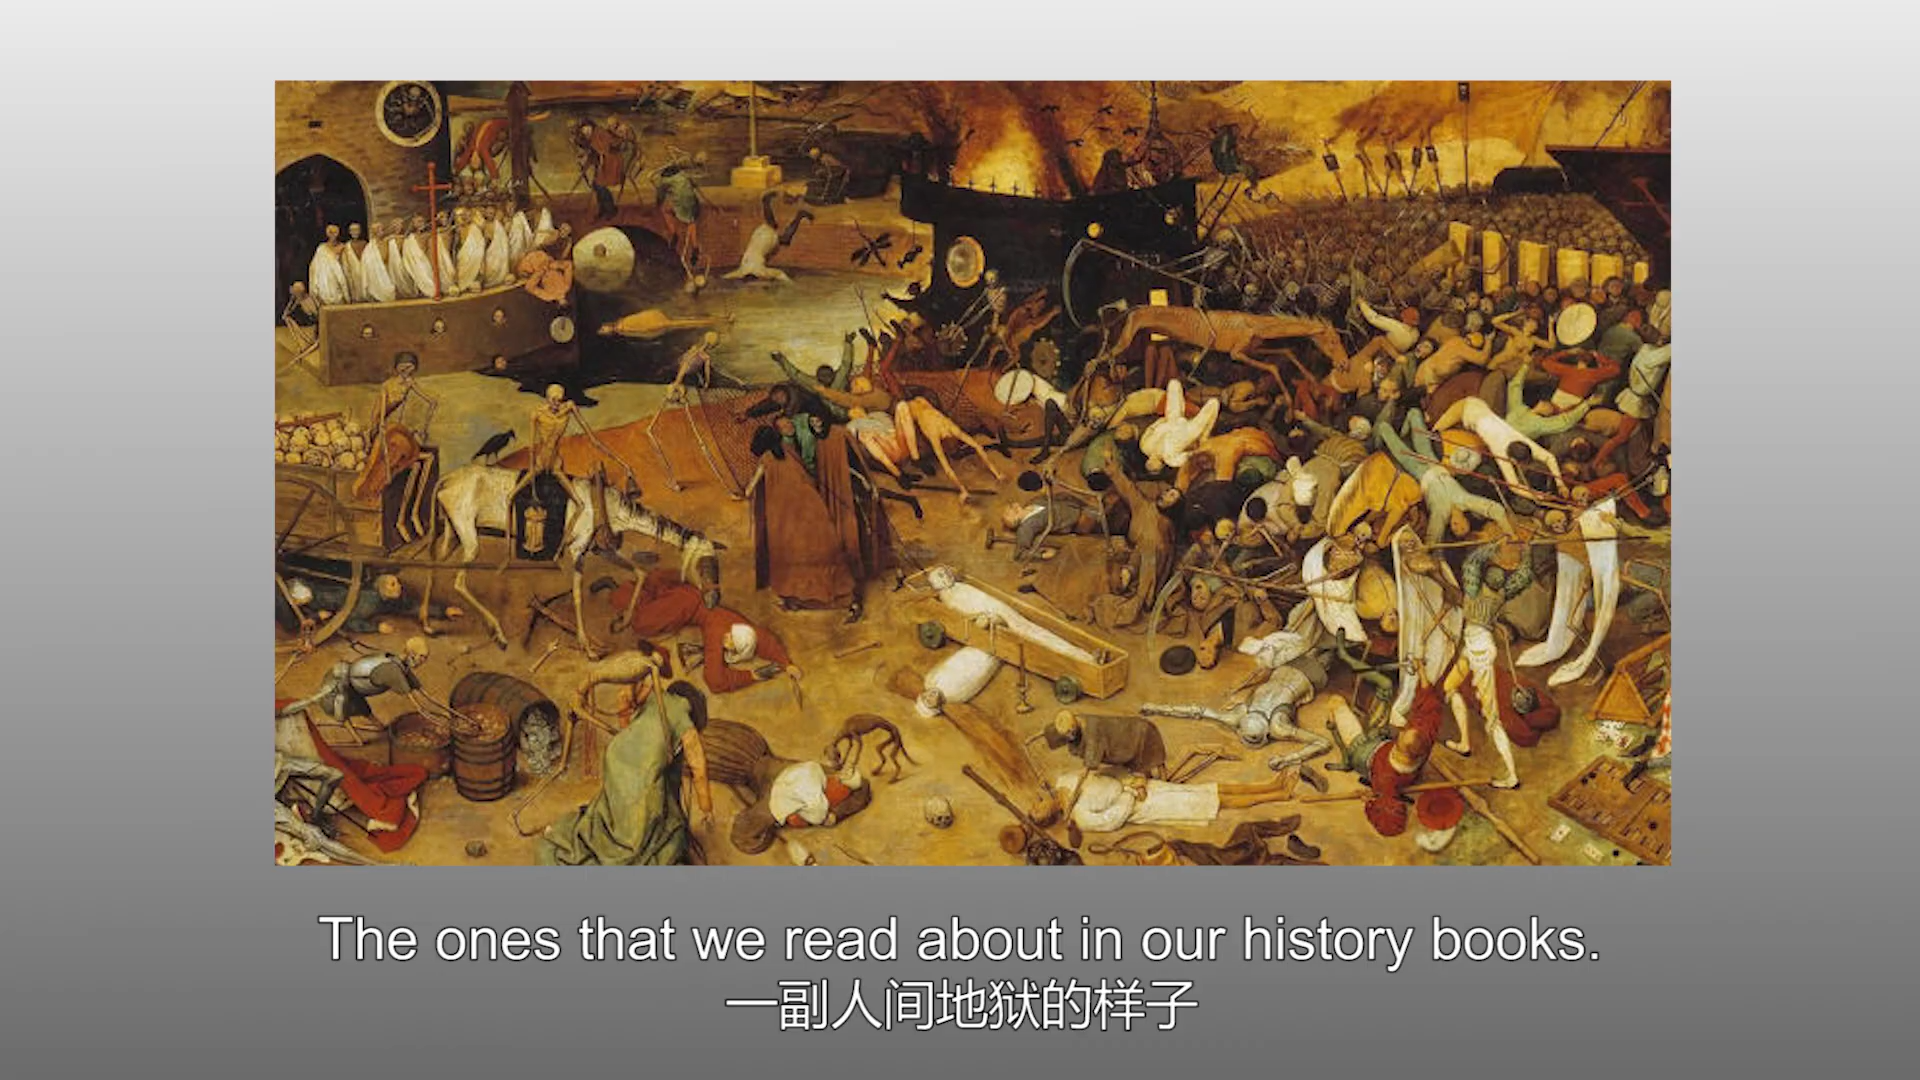 The ones that we read about in our history books.
一副人间地狱的样子